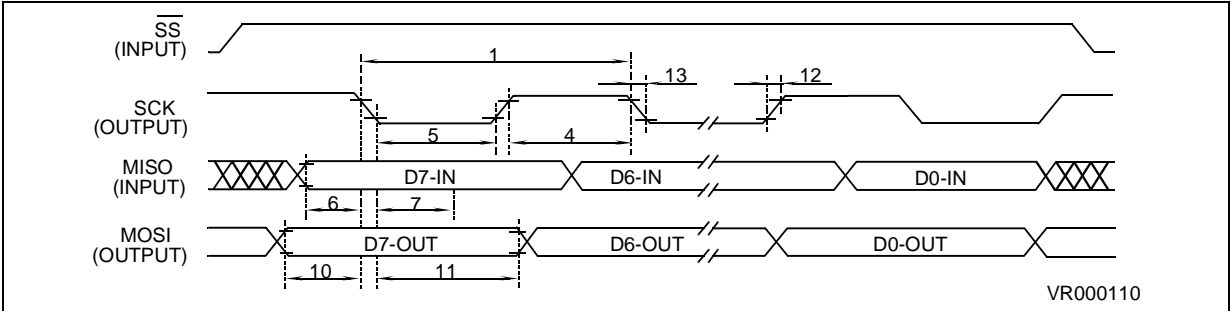 SS
(INPUT)
1
13
12
SCK
(OUTPUT)
5
4
MISO
(INPUT)
D7-IN
D6-IN
D0-IN
6
7
MOSI
(OUTPUT)
D7-OUT
D6-OUT
D0-OUT
10
11
VR000110